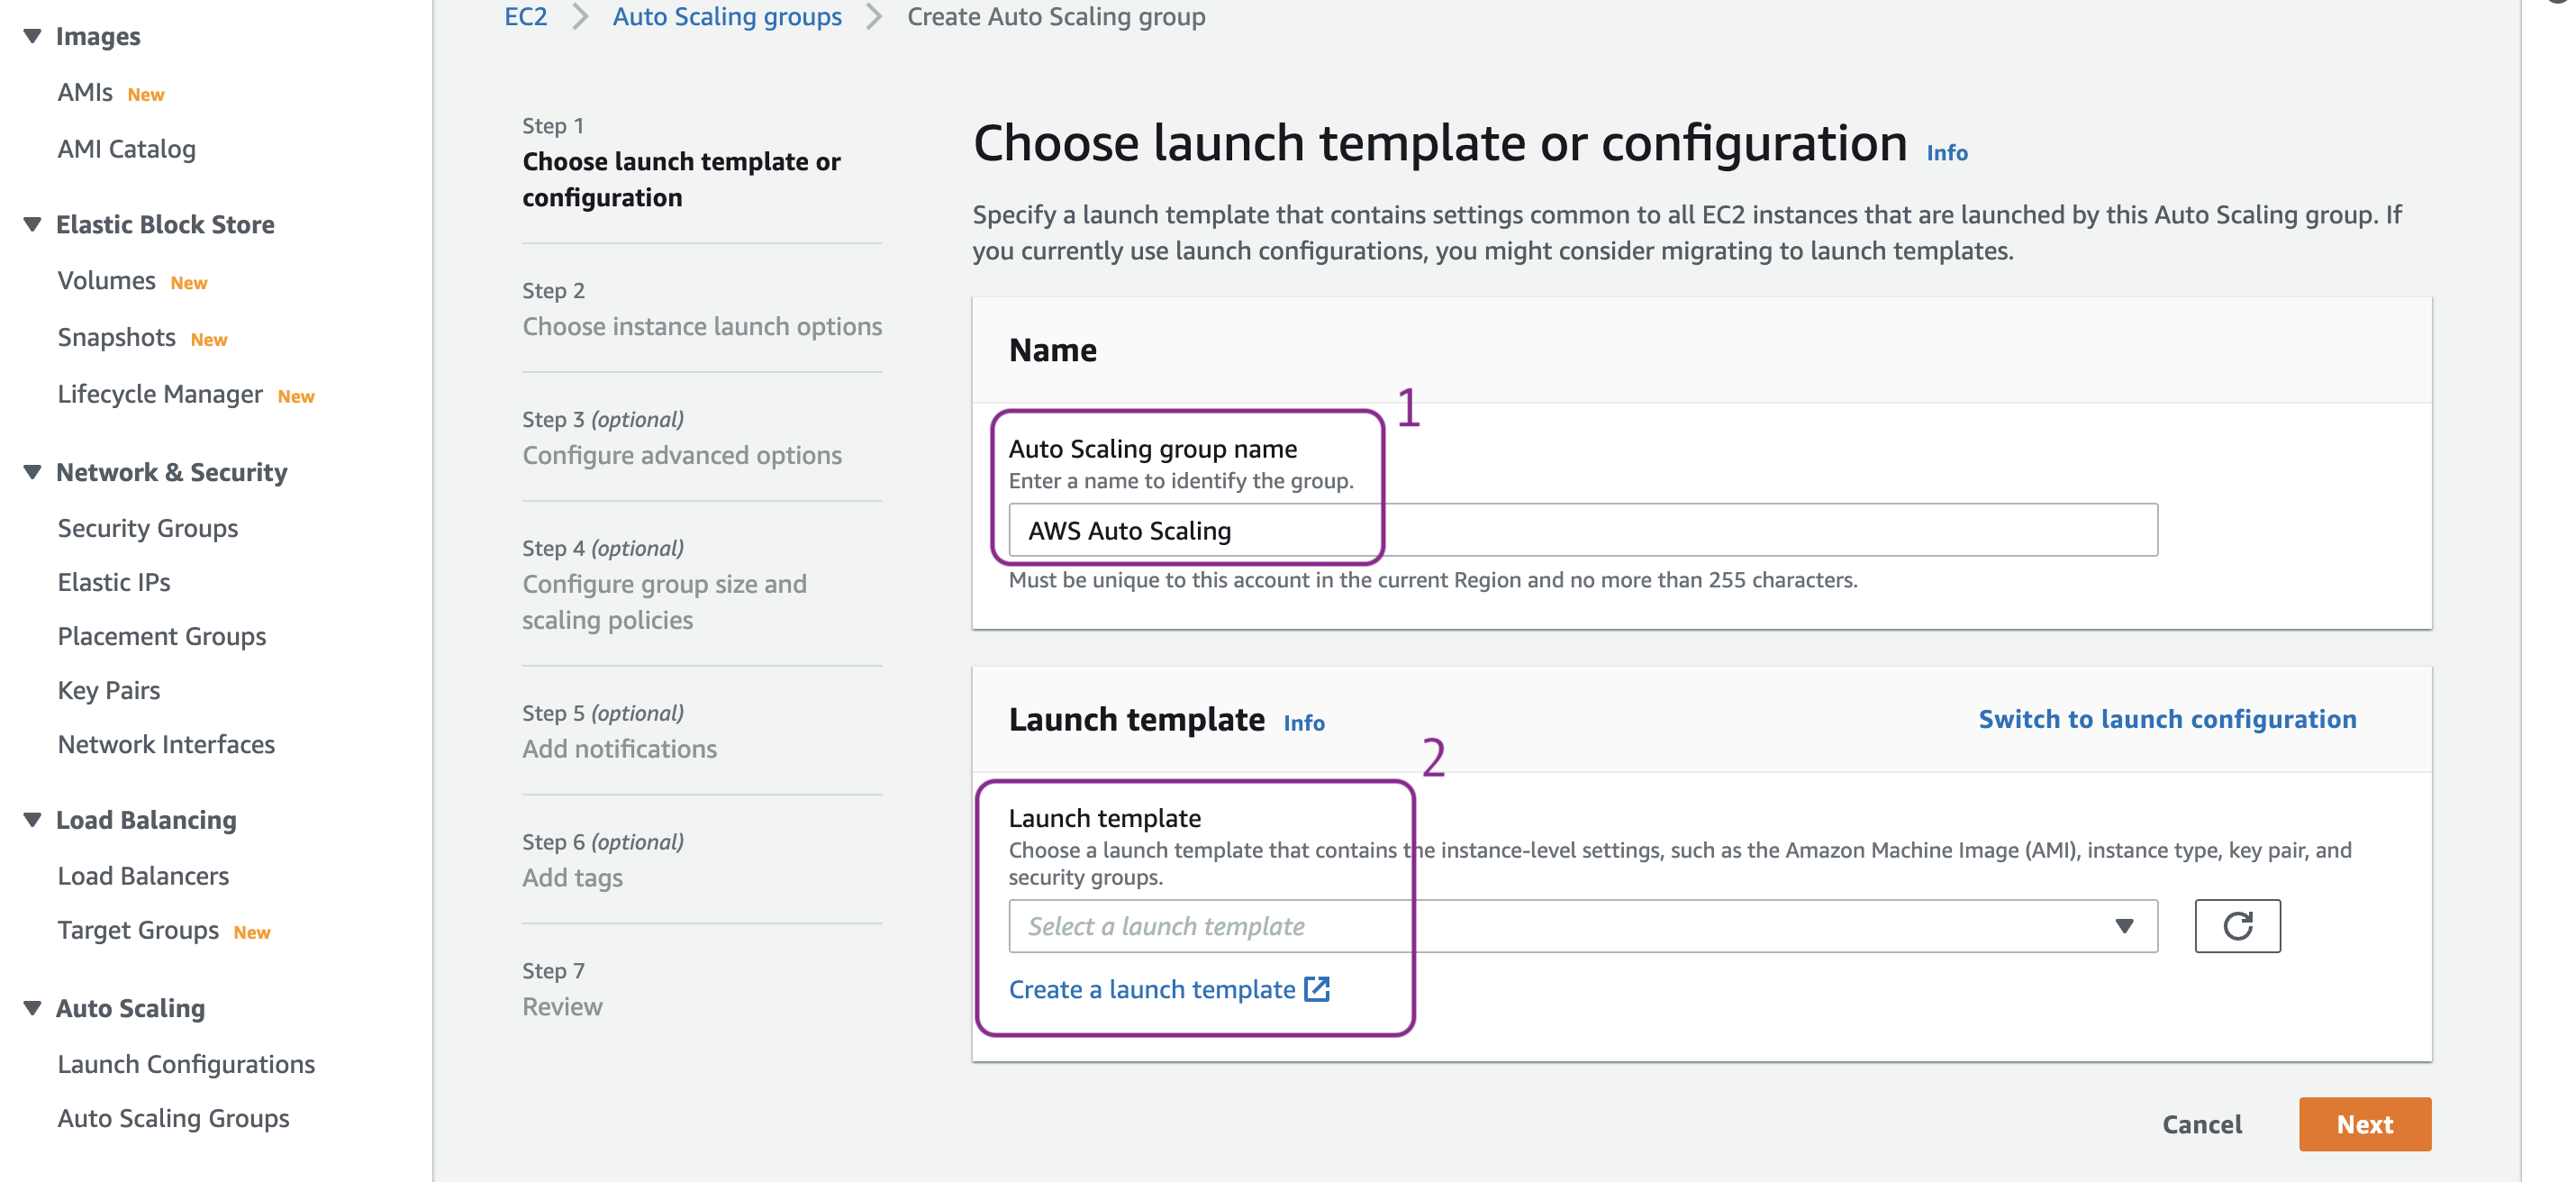 Images
AMIs New
AMI Catalog
Elastic Block Store
Volumes New
Snapshots New
Lifecycle Manager New
Network & Security
Security Groups
Elastic IPs
Placement Groups
Key Pairs
Network Interfaces
Load Balancing
Load Balancers
Target Groups New
Auto Scaling
Launch Configurations
Auto Scaling Groups
EC2 > Auto Scaling groups > Create Auto Scaling group
Step 1
Choose launch template or
configuration
Step 2
Choose instance launch options
Step 3 (optional)
Configure advanced options
Step 4 (optional)
Configure group size and
scaling policies
Step 5 (optional)
Add notifications
Step 6 (optional)
Add tags
Step 7
Review
Choose launch template or configuration Info
Specify a launch template that contains settings common to all EC2 instances that are launched by this Auto Scaling group. If
you currently use launch configurations, you might consider migrating to launch templates.
Name
1
Auto Scaling group name
Enter a name to identify the group.
AWS Auto Scaling
Must be unique to this account in the current Region and no more than 255 characters.
Launch template Info
Switch to launch configuration
2
Launch template
Choose a launch template that contains the instance-level settings, such as the Amazon Machine Image (AMI), instance type, key pair, and
security groups.
Select a launch template
Create a launch template
Cancel
Next